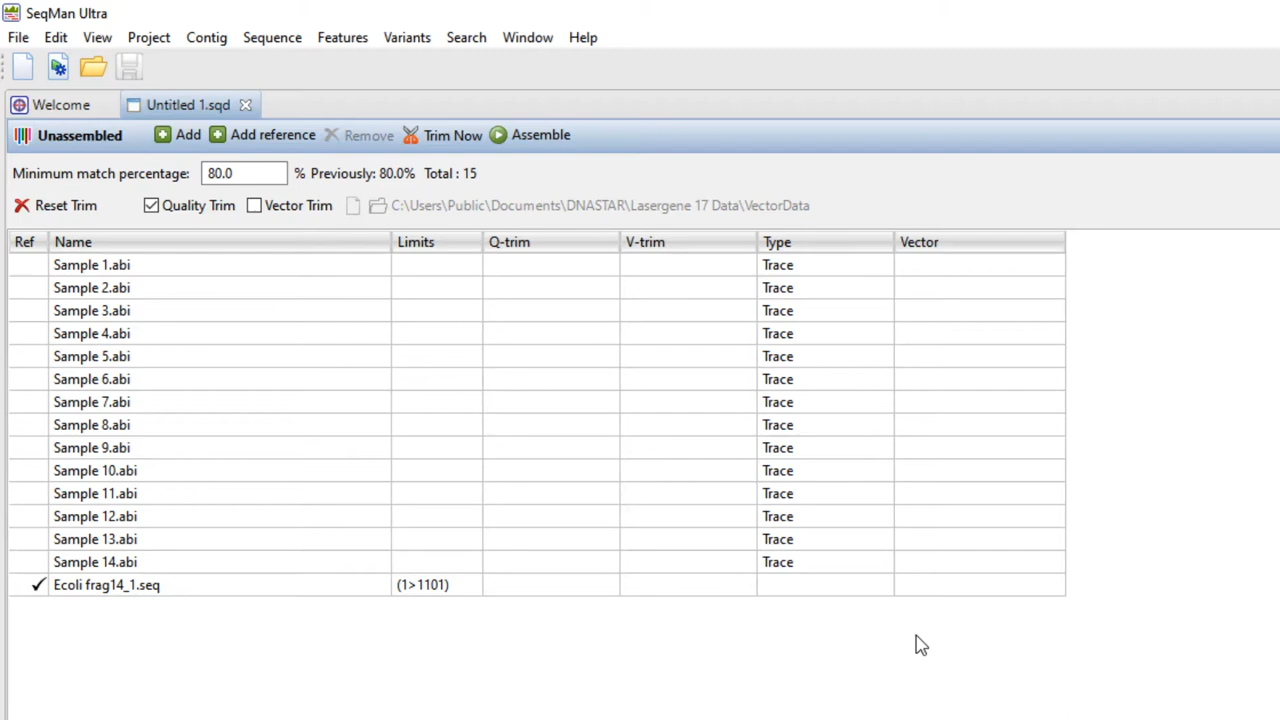 SeqMan Ultra
File Edit View Project Contig Sequence Features Variants Search Window Help
Welcome Untitled 1.sqd
Unassembled Add Add reference Remove Trim Now Assemble
Minimum match percentage: 80.0 % Previously: 80.0% Total : 15
Reset Trim Quality Trim Vector Trim C:\Users\Public\Documents\DNASTAR\Lasergene 17 Data\VectorData
Ref Name Limits Q-trim V-trim Type Vector
Sample 1.abi Trace
Sample 2.abi Trace
Sample 3.abi Trace
Sample 4.abi Trace
Sample 5.abi Trace
Sample 6.abi Trace
Sample 7.abi Trace
Sample 8.abi Trace
Sample 9.abi Trace
Sample 10.abi Trace
Sample 11.abi Trace
Sample 12.abi Trace
Sample 13.abi Trace
Sample 14.abi Trace
Ecoli frag14_1.seq (1>1101)